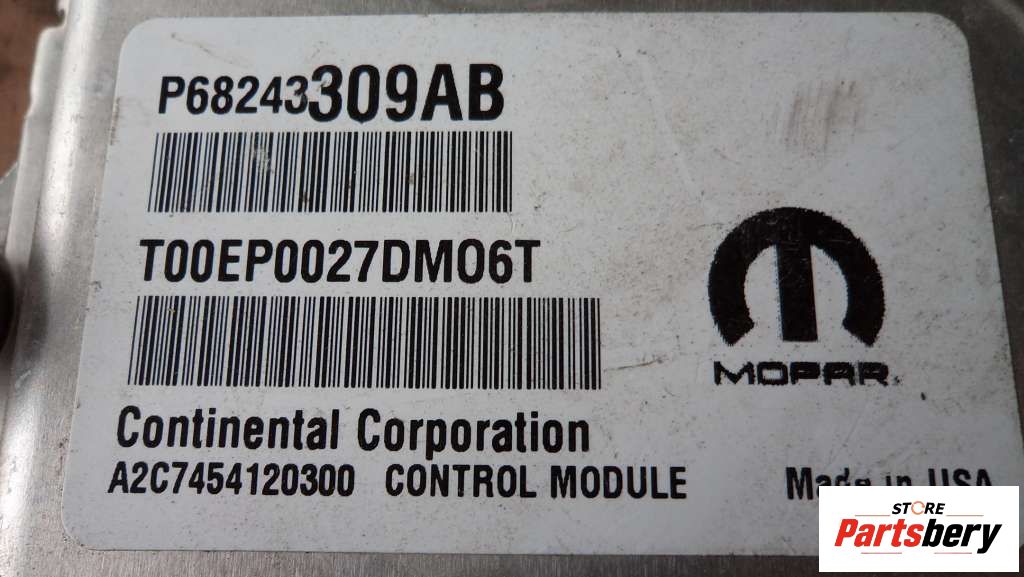 P68243309AB
T00EP0027DMO6T
MOPAR
Continental Corporation
A2C7454120300 CONTROL MODULE Made in USA
STORE
Partsbery